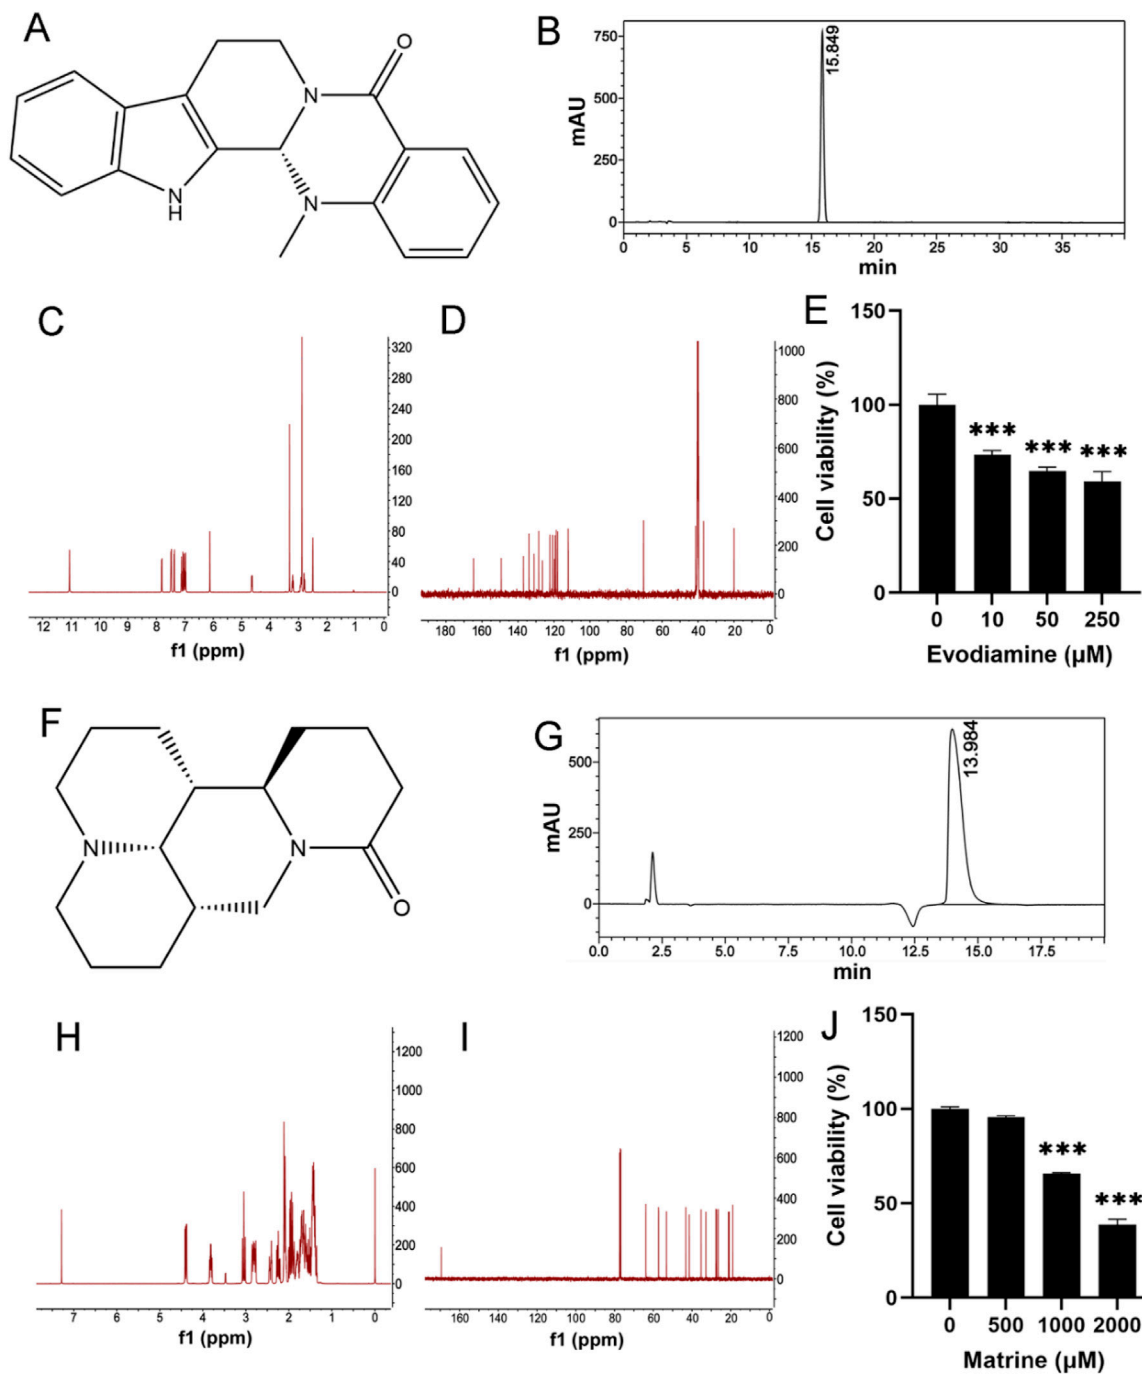 A
O
N
N
H
N
B
mAU
750
500
250
0
15.849
0 5 10 15 20 25 30 35
min
C
320
280
240
200
160
120
80
40
0
12 11 10 9 8 7 6 5 4 3 2 1 0
f1 (ppm)
D
1000
800
600
400
200
0
180 160 140 120 100 80 60 40 20 0
f1 (ppm)
E
Cell viability (%)
150
100
50
0
*** *** ***
0 10 50 250
Evodiamine (µM)
F
N
N
O
G
mAU
500
250
0
13.984
0.0 2.5 5.0 7.5 10.0 12.5 15.0 17.5
min
H
1200
1000
800
600
400
200
0
7 6 5 4 3 2 1 0
f1 (ppm)
I
1200
1000
800
600
400
200
0
160 140 120 100 80 60 40 20 0
f1 (ppm)
J
Cell viability (%)
150
100
50
0
***
***
0 500 1000 2000
Matrine (µM)